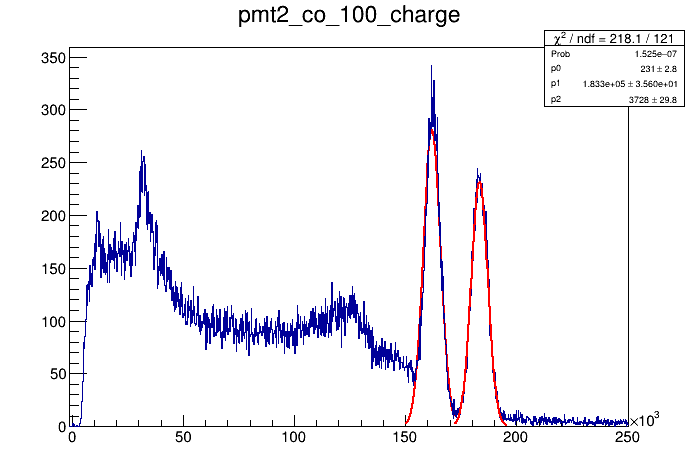 pmt2_co_100_charge
χ² / ndf = 218.1 / 121
Prob 1.525e−07
p0 231 ± 2.8
p1 1.833e+05 ± 3.560e+01
p2 3728 ± 29.8
350
300
250
200
150
100
50
0
0 50 100 150 200 250
×10³